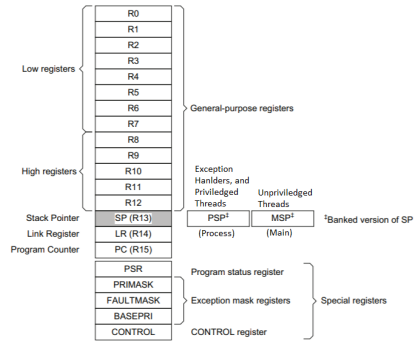 R0
R1
R2
R3
R4
R5
R6
R7
Low registers
General-purpose registers
R8
R9
R10
R11
R12
High registers
Exception
Hanlders, and
Priviledged
Threads
Unpriviledged
Threads
Stack Pointer
SP (R13)
PSP‡
MSP‡
‡Banked version of SP
Link Register
LR (R14)
(Process)
(Main)
Program Counter
PC (R15)
PSR
Program status register
PRIMASK
FAULTMASK
BASEPRI
Exception mask registers
Special registers
CONTROL
CONTROL register